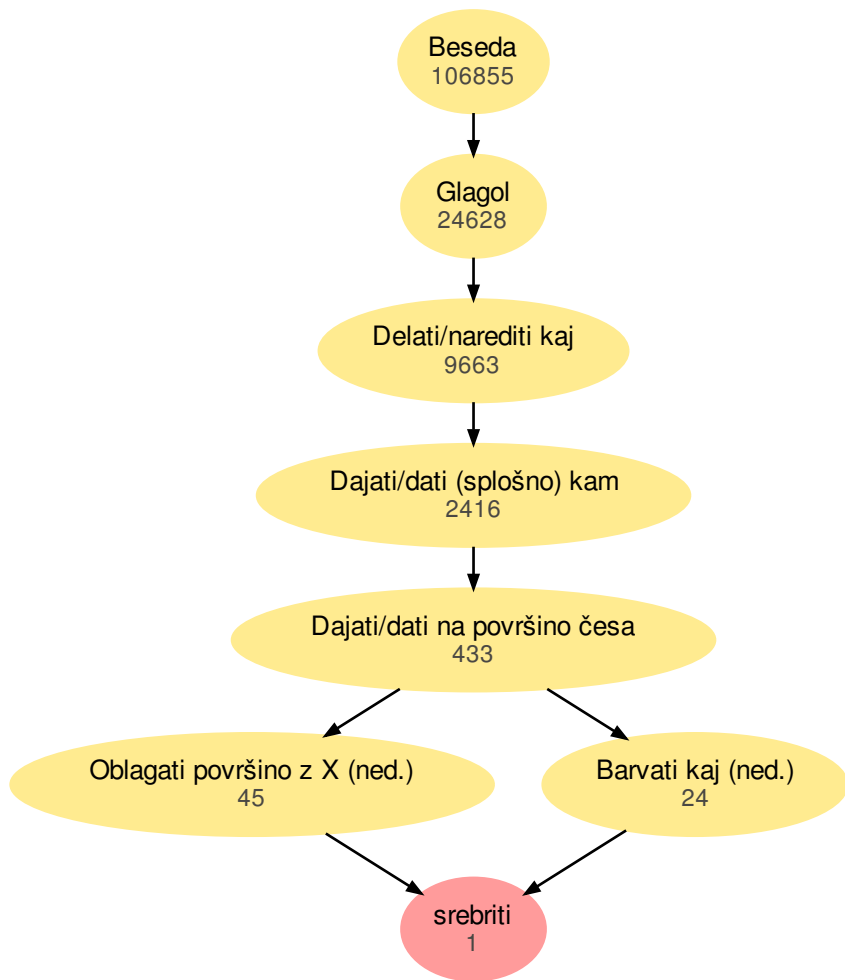 Beseda
106855
Glagol
24628
Delati/narediti kaj
9663
Dajati/dati (splošno) kam
2416
Dajati/dati na površino česa
433
Oblagati površino z X (ned.)
45
Barvati kaj (ned.)
24
srebriti
1